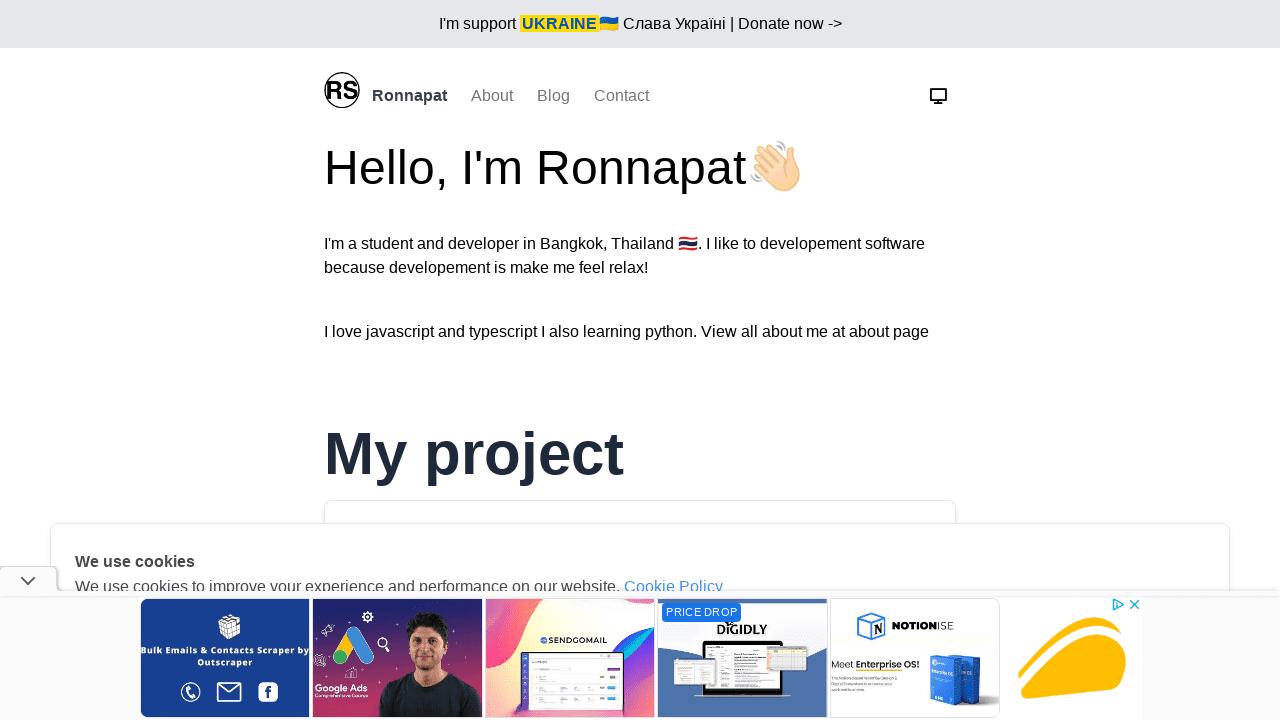 I'm support UKRAINE🇺🇦 Слава Україні | Donate now ->
RS Ronnapat About Blog Contact
Hello, I'm Ronnapat👋🏻
I'm a student and developer in Bangkok, Thailand 🇹🇭. I like to developement software
because developement is make me feel relax!
I love javascript and typescript I also learning python. View all about me at about page
My project
We use cookies
We use cookies to improve your experience and performance on our website. Cookie Policy
Bulk Emails & Contacts Scraper by
Outscraper
Google Ads
Comprehensive Course
SENDGOMAIL
PRICE DROP
DIGIDLY
NOTIONISE
Meet Enterprise OS!